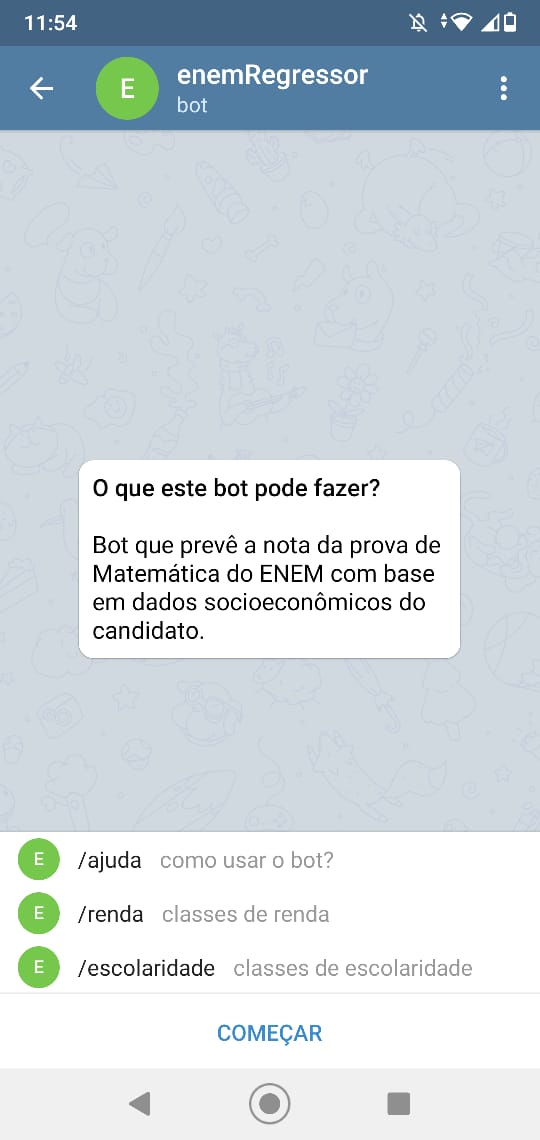 11:54
E
enemRegressor
bot
O que este bot pode fazer?
Bot que prevê a nota da prova de
Matemática do ENEM com base
em dados socioeconômicos do
candidato.
E /ajuda como usar o bot?
E /renda classes de renda
E /escolaridade classes de escolaridade
COMEÇAR